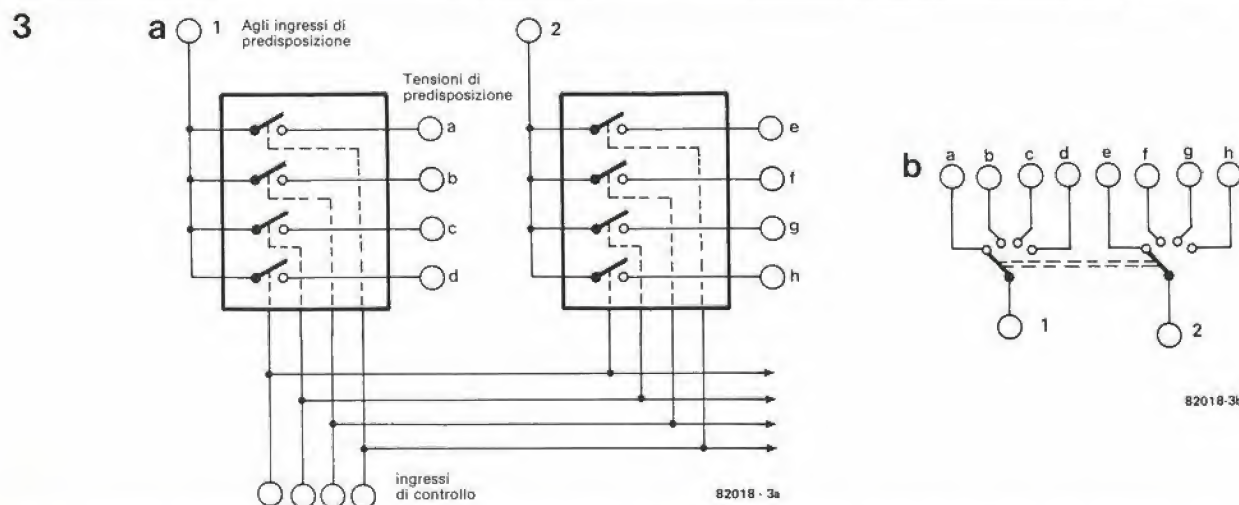 3
a
1
Agli ingressi di
predisposizione
2
Tensioni di
predisposizione
a
b
c
d
e
f
g
h
ingressi
di controllo
82018 - 3a
b
a b c d e f g h
1
2
82018-3b